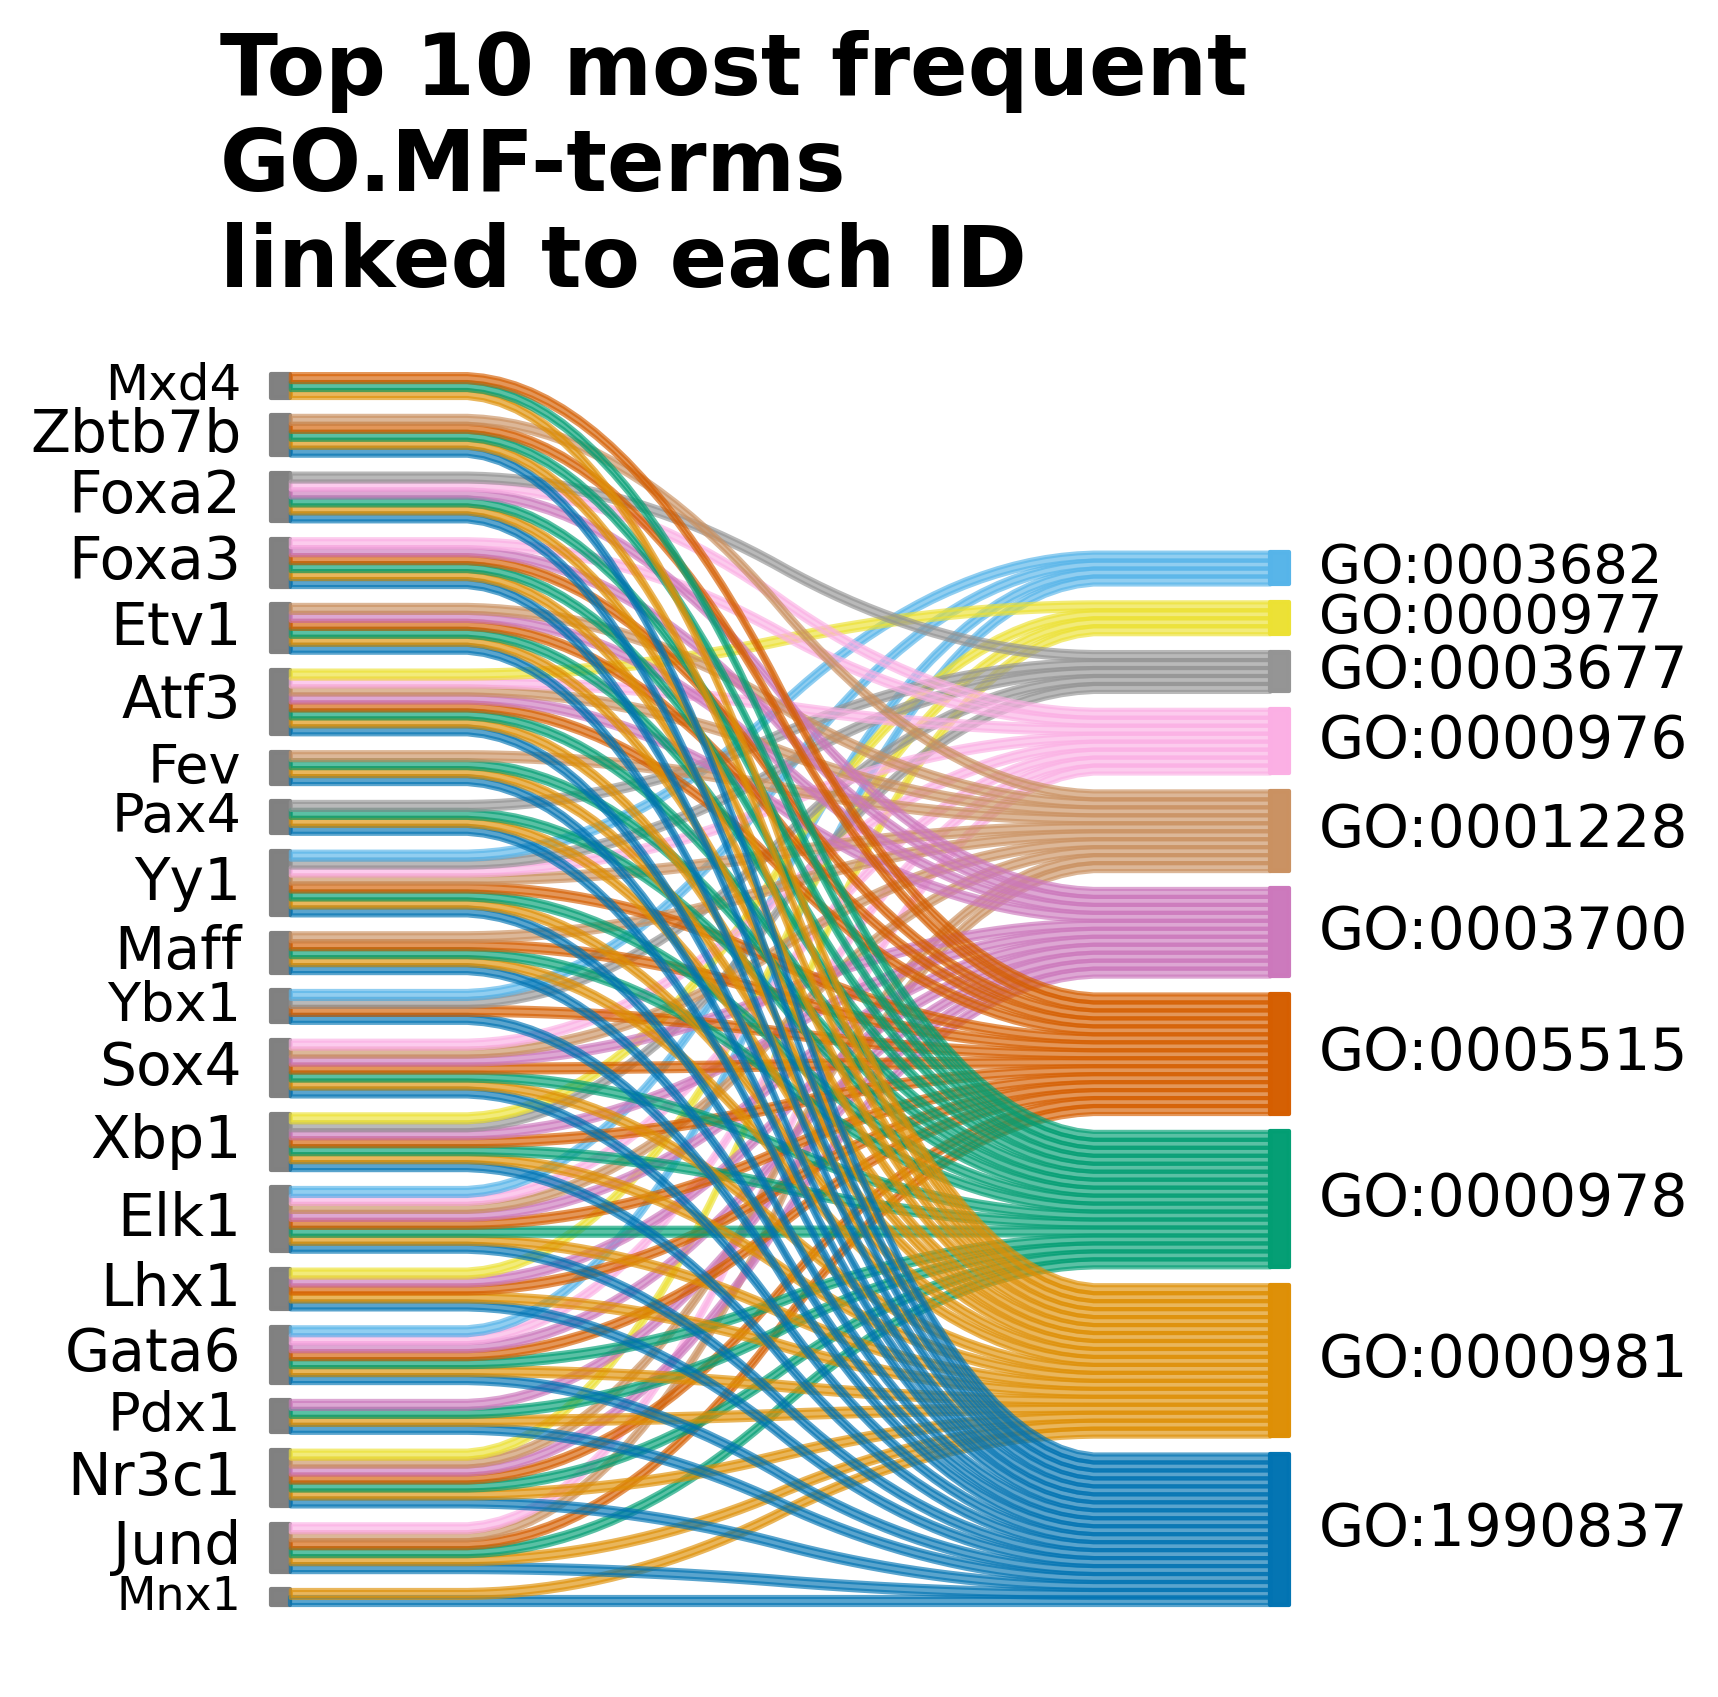 Top 10 most frequent
GO.MF-terms
linked to each ID
Mxd4
Zbtb7b
Foxa2
Foxa3
Etv1
Atf3
Fev
Pax4
Yy1
Maff
Ybx1
Sox4
Xbp1
Elk1
Lhx1
Gata6
Pdx1
Nr3c1
Jund
Mnx1
GO:0003682
GO:0000977
GO:0003677
GO:0000976
GO:0001228
GO:0003700
GO:0005515
GO:0000978
GO:0000981
GO:1990837